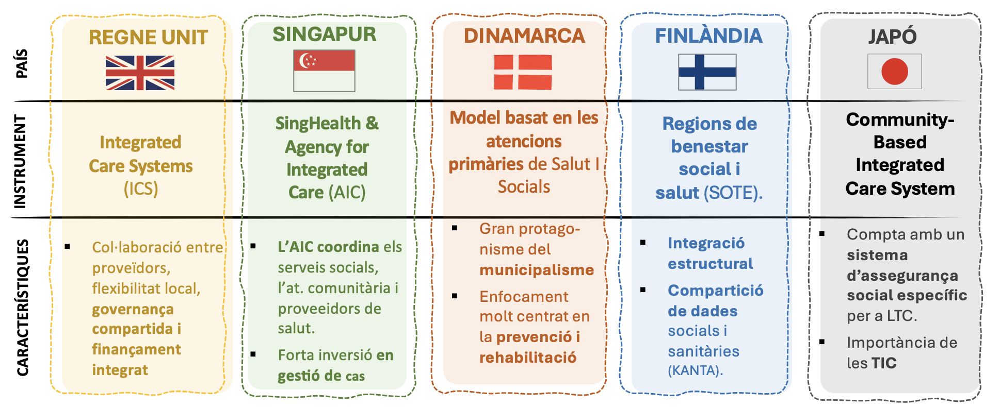 PAÍS
REGNE UNIT
SINGAPUR
DINAMARCA
FINLÀNDIA
JAPÓ
INSTRUMENT
Integrated
Care Systems
(ICS)
SingHealth &
Agency for
Integrated
Care (AIC)
Model basat en les
atencions
primàries de Salut I
Socials
Regions de
benestar
social i
salut (SOTE).
Community-
Based
Integrated
Care System
CARACTERÍSTIQUES
▪ Col·laboració entre
proveïdors,
flexibilitat local,
governança
compartida i
finançament
integrat
▪ L’AIC coordina els
serveis socials,
l’at. comunitària i
proveeidors de
salut.
▪ Forta inversió en
gestió de cas
▪ Gran protago-
nisme del
municipalisme
▪ Enfocament
molt centrat en
la prevenció i
rehabilitació
▪ Integració
estructural
▪ Compartició
de dades
socials i
sanitàries
(KANTA).
▪ Compta amb un
sistema
d’assegurança
social específic
per a LTC.
▪ Importància de
les TIC